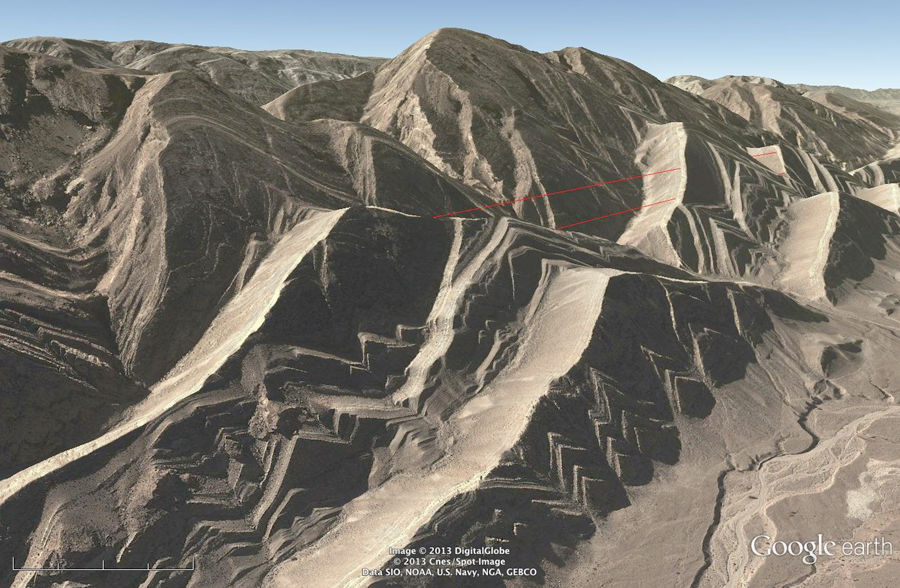 Image © 2013 DigitalGlobe
© 2013 Cnes/Spot Image
Data SIO, NOAA, U.S. Navy, NGA, GEBCO
Google earth